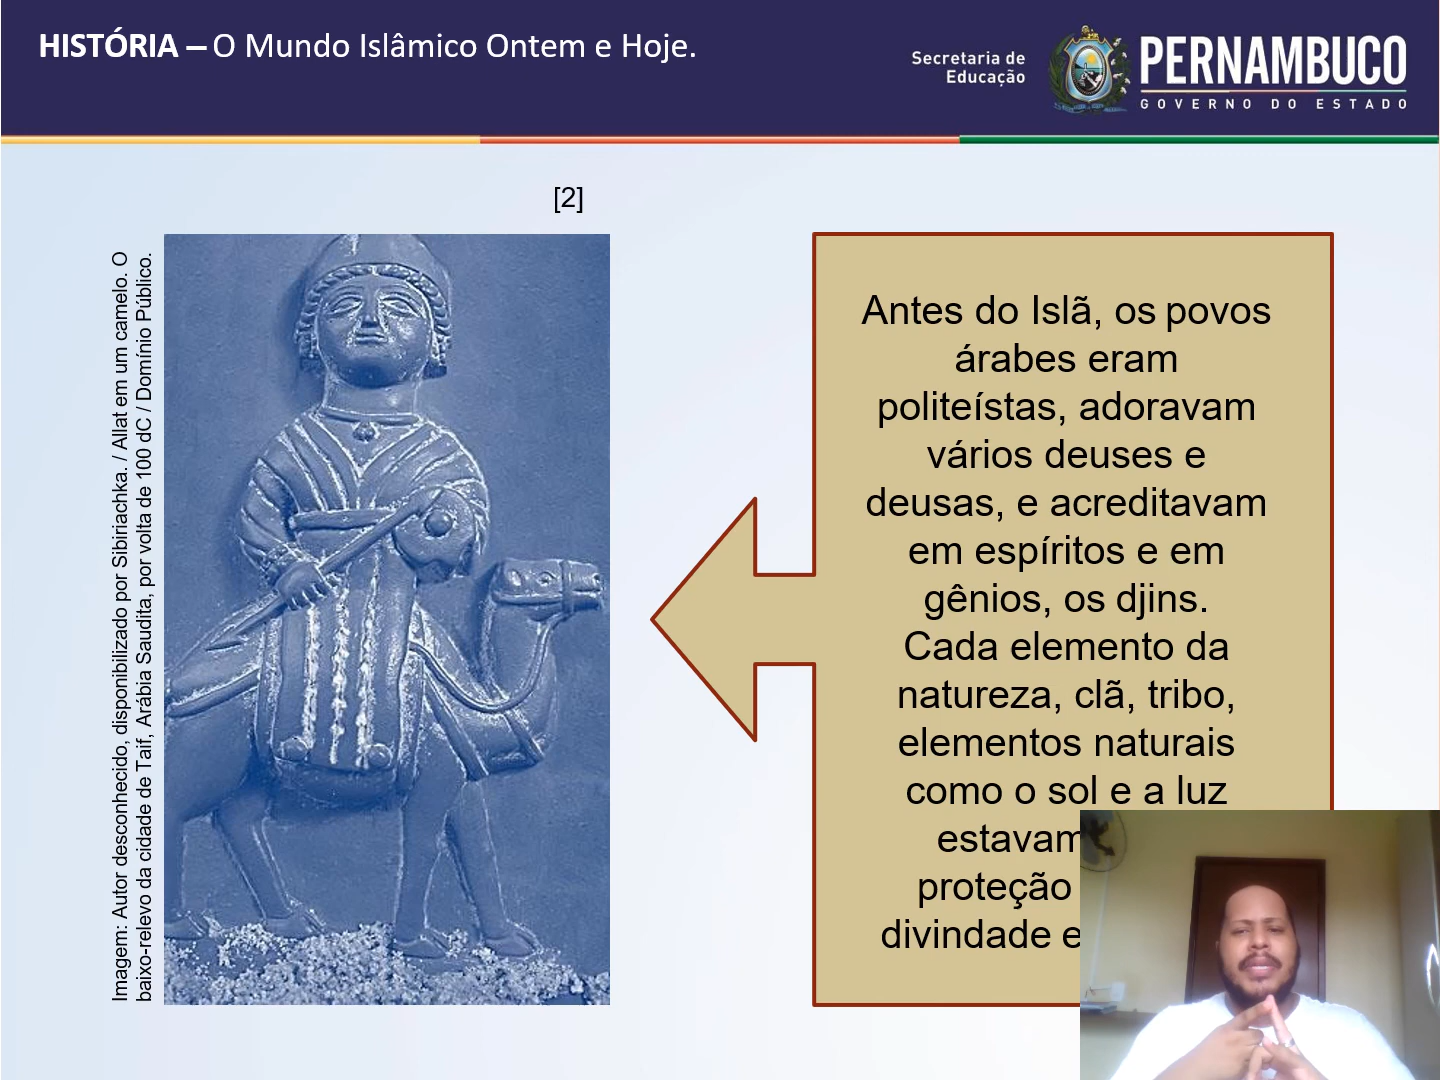 HISTÓRIA – O Mundo Islâmico Ontem e Hoje.
Secretaria de
Educação
PERNAMBUCO
GOVERNO DO ESTADO
[2]
Imagem: Autor desconhecido, disponibilizado por Sibiriachka. / Allat em um camelo. O
baixo-relevo da cidade de Taif, Arábia Saudita, por volta de 100 dC / Domínio Público.
Antes do Islã, os povos
árabes eram
politeístas, adoravam
vários deuses e
deusas, e acreditavam
em espíritos e em
gênios, os djins.
Cada elemento da
natureza, clã, tribo,
elementos naturais
como o sol e a luz
estavam
proteção
divindade e